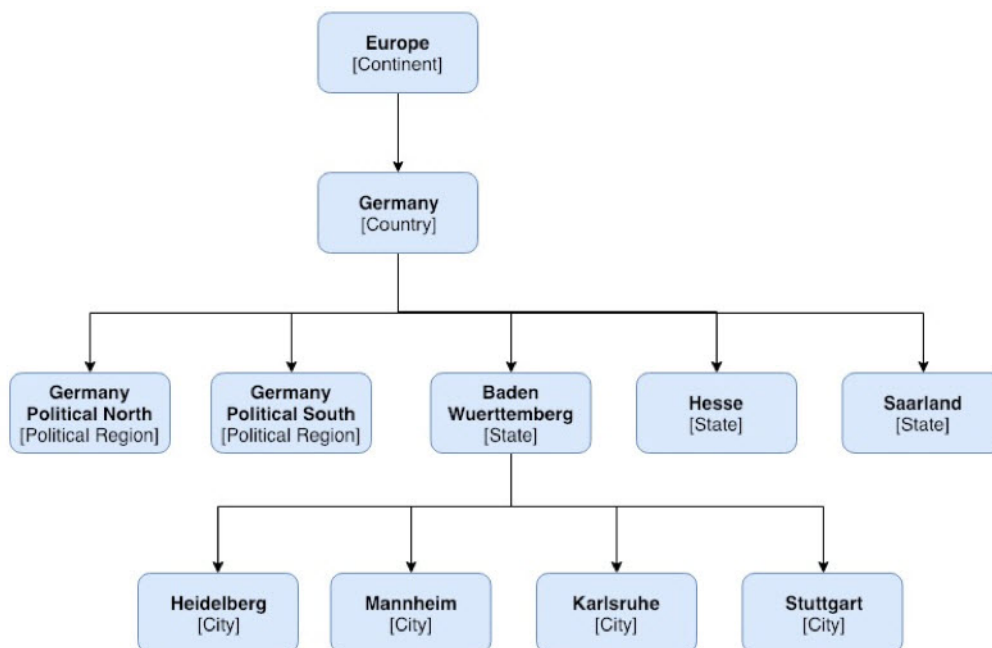 Europe
[Continent]
Germany
[Country]
Germany
Political North
[Political Region]
Germany
Political South
[Political Region]
Baden
Wuerttemberg
[State]
Hesse
[State]
Saarland
[State]
Heidelberg
[City]
Mannheim
[City]
Karlsruhe
[City]
Stuttgart
[City]